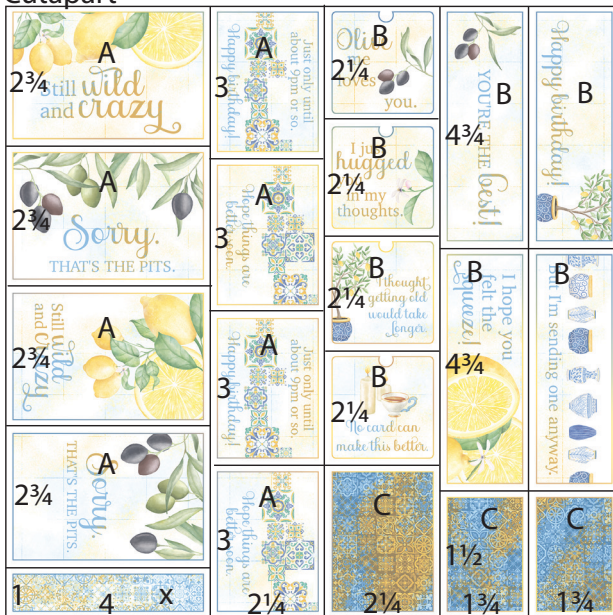 Cutapart
A
2¾
Still wild
and crazy
A
2¾
Sorry.
THAT'S THE PITS.
A
2¾
Still Wild
and Crazy
A
2¾
Sorry.
THAT'S THE PITS.
1
4
x
A
3
Just only until
about 9pm or so.
Happy birthday!
A
3
Hope things are
better soon.
A
3
Just only until
about 9pm or so.
Happy birthday!
A
3
Hope things are
better soon.
2¼
B
2¼
Olive
me
loves
you.
B
2¼
I just
hugged
in my
thoughts.
B
2¼
I thought
getting old
would take
longer.
B
2¼
No card can
make this better.
C
2¼
B
4¾
YOU'RE THE best!
B
Happy birthday!
B
4¾
I hope you
felt the
squeeze!
B
But I'm sending one anyway.
C
1½
1¾
C
1¾